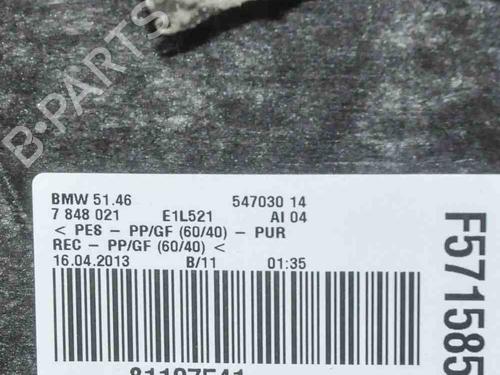 B-PARTS
BMW 51.46 547030 14
7 848 021 E1L521 AI 04
< PES - PP/GF (60/40) - PUR
REC - PP/GF (60/40) <
16.04.2013 B/11 01:35
F571585